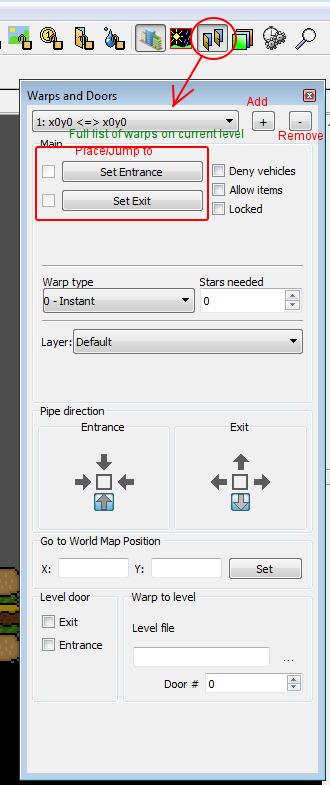 Warps and Doors
Add
1: x0y0 <=> x0y0
+
-
Full list of warps on current level
Remove
Main
Place/Jump to
Set Entrance
Deny vehicles
Allow items
Set Exit
Locked
Warp type
Stars needed
0 - Instant
0
Layer:
Default
Pipe direction
Entrance
Exit
Go to World Map Position
X:
Y:
Set
Level door
Warp to level
Exit
Level file
Entrance
...
Door #
0